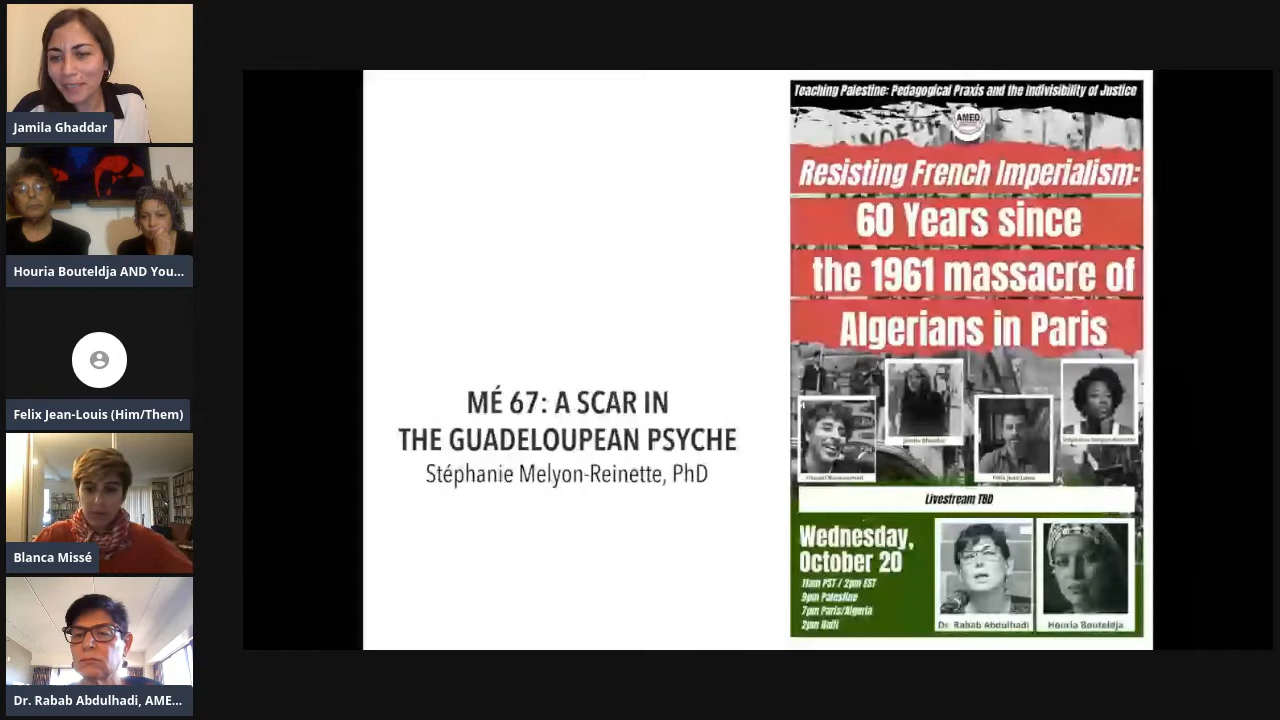 Jamila Ghaddar
Houria Bouteldja AND You...
Felix Jean-Louis (Him/Them)
Blanca Missé
Dr. Rabab Abdulhadi, AME...
MÉ 67: A SCAR IN
THE GUADELOUPEAN PSYCHE
Stéphanie Melyon-Reinette, PhD
Teaching Palestine: Pedagogical Praxis and the Indivisibility of Justice
AMED
Resisting French Imperialism:
60 Years since
the 1961 massacre of
Algerians in Paris
Livestream TBD
Wednesday,
October 20
11am PST / 2pm EST
9pm Palestine
7pm Paris/Algeria
2pm Haiti
Dr. Rabab Abdulhadi
Houria Bouteldja